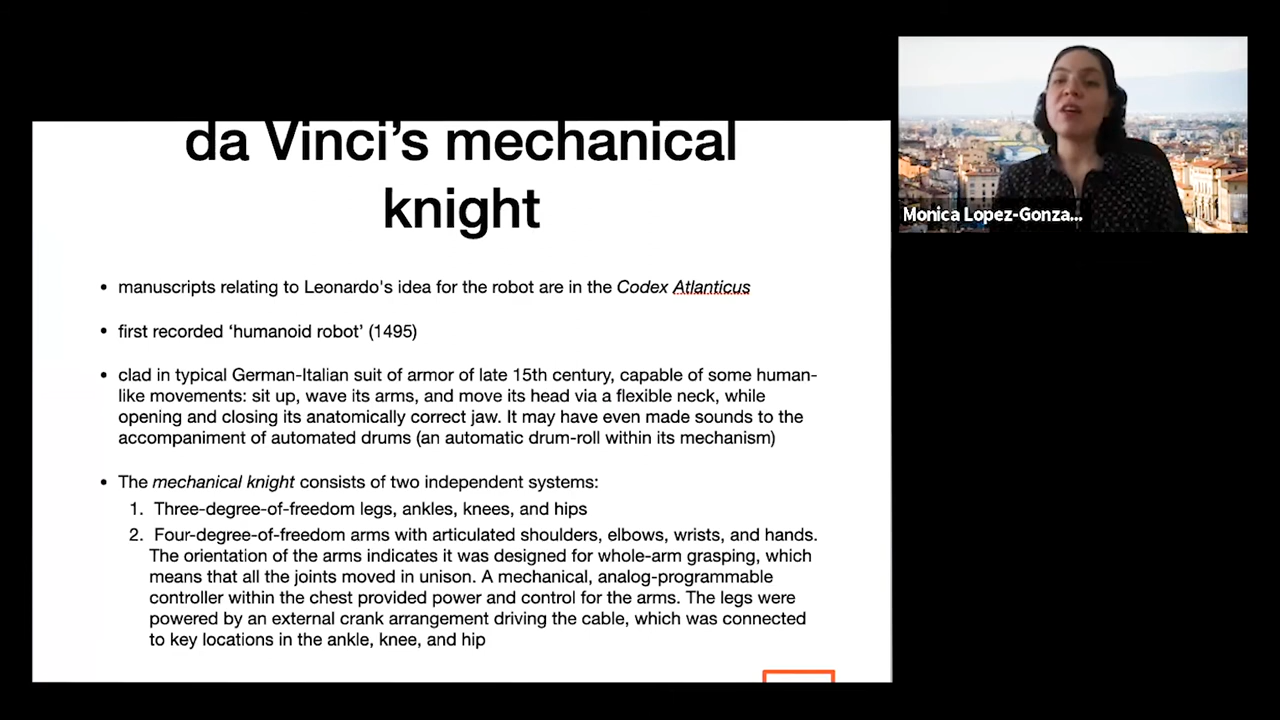 da Vinci's mechanical
knight
• manuscripts relating to Leonardo's idea for the robot are in the Codex Atlanticus
• first recorded ‘humanoid robot’ (1495)
• clad in typical German-Italian suit of armor of late 15th century, capable of some human-
like movements: sit up, wave its arms, and move its head via a flexible neck, while
opening and closing its anatomically correct jaw. It may have even made sounds to the
accompaniment of automated drums (an automatic drum-roll within its mechanism)
• The mechanical knight consists of two independent systems:
1. Three-degree-of-freedom legs, ankles, knees, and hips
2. Four-degree-of-freedom arms with articulated shoulders, elbows, wrists, and hands.
The orientation of the arms indicates it was designed for whole-arm grasping, which
means that all the joints moved in unison. A mechanical, analog-programmable
controller within the chest provided power and control for the arms. The legs were
powered by an external crank arrangement driving the cable, which was connected
to key locations in the ankle, knee, and hip
Monica Lopez-Gonza...